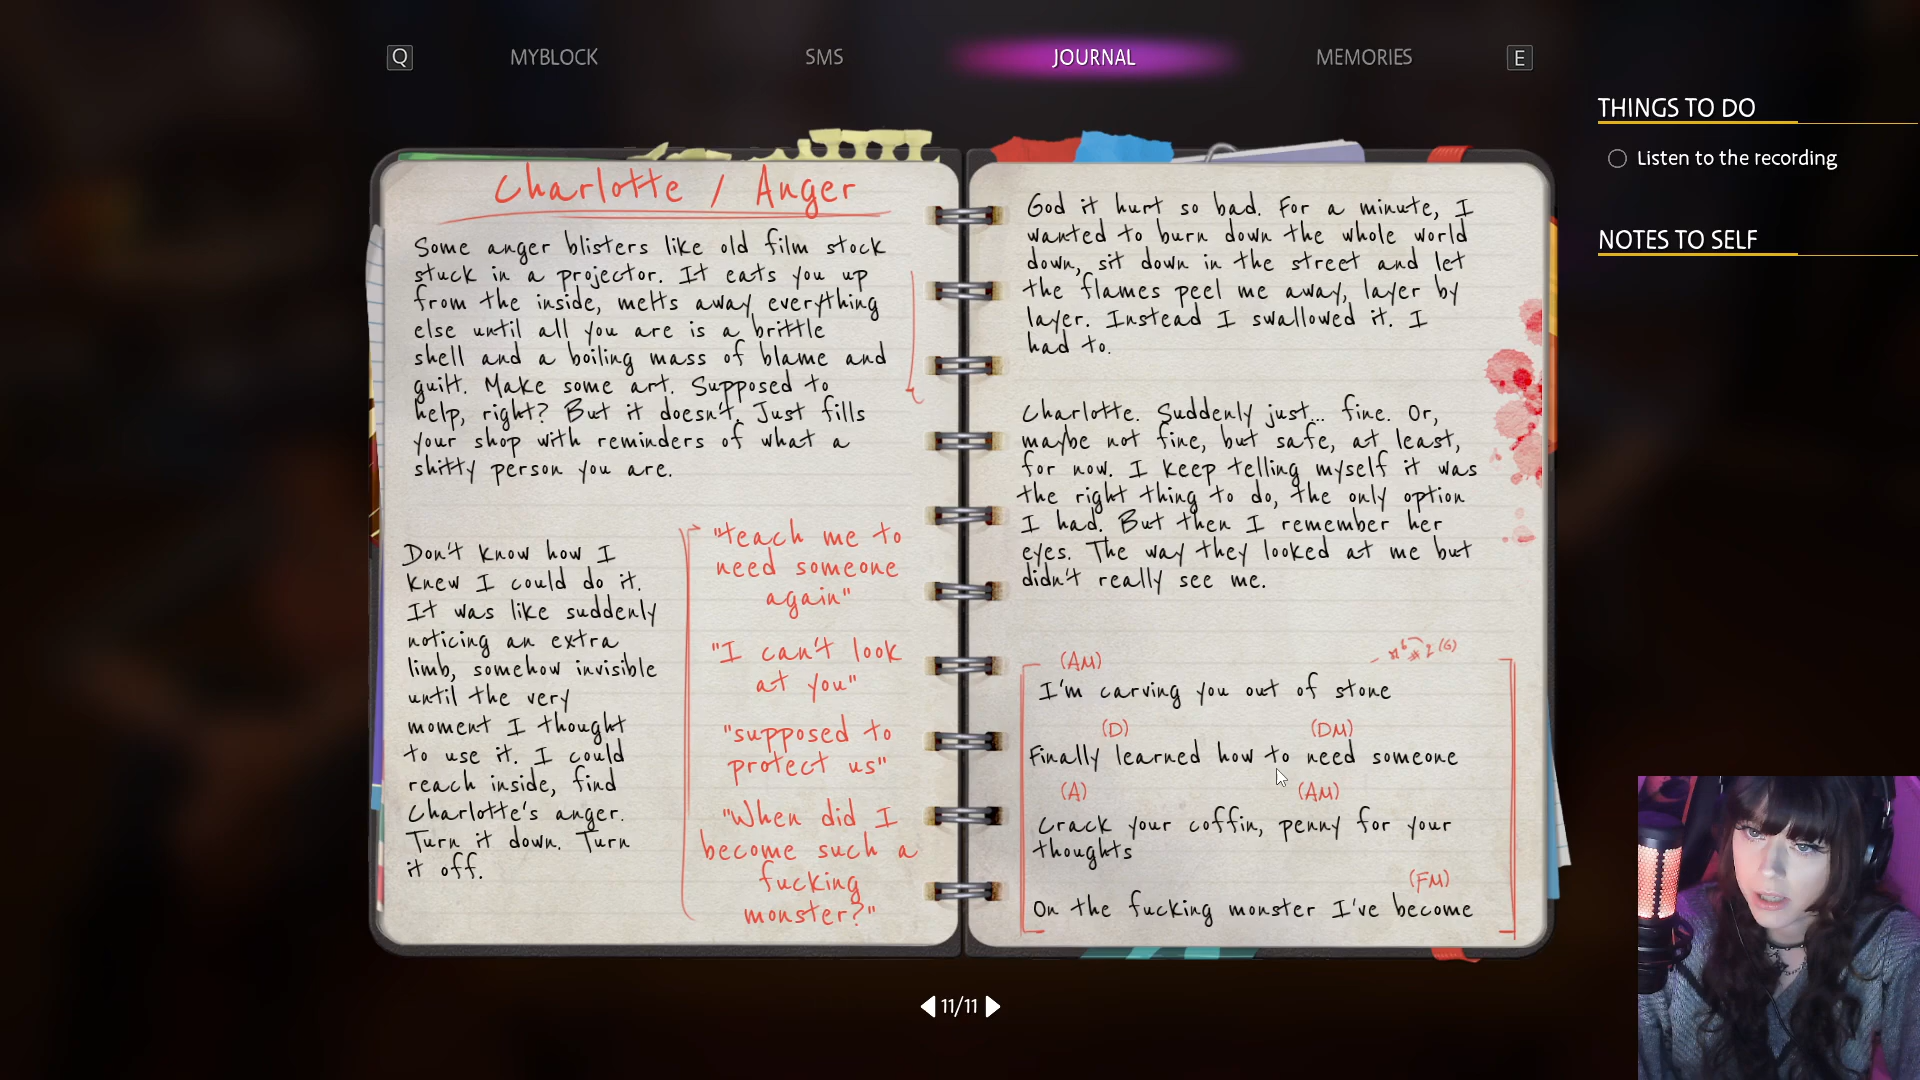 Q
MYBLOCK
SMS
JOURNAL
MEMORIES
E
THINGS TO DO
Listen to the recording
NOTES TO SELF
Charlotte / Anger
Some anger blisters like old film stock
stuck in a projector. It eats you up
from the inside, melts away everything
else until all you are is a brittle
shell and a boiling mass of blame and
guilt. Make some art. Supposed to
help, right? But it doesn't. Just fills
your shop with reminders of what a
shitty person you are.
Don't know how I
knew I could do it.
It was like suddenly
noticing an extra
limb, somehow invisible
until the very
moment I thought
to use it. I could
reach inside, find
Charlotte's anger.
Turn it down. Turn
it off.
"teach me to
need someone
again"
"I can't look
at you"
"supposed to
protect us"
"When did I
become such a
fucking
monster?"
God it hurt so bad. For a minute, I
wanted to burn down the whole world
down, sit down in the street and let
the flames peel me away, layer by
layer. Instead I swallowed it. I
had to.
Charlotte. Suddenly just... fine. Or,
maybe not fine, but safe, at least,
for now. I keep telling myself it was
the right thing to do, the only option
I had. But then I remember her
eyes. The way they looked at me but
didn't really see me.
(AM)
I'm carving you out of stone
(D) (DM)
Finally learned how to need someone
(A) (AM)
Crack your coffin, penny for your
thoughts
(FM)
On the fucking monster I've become
11/11